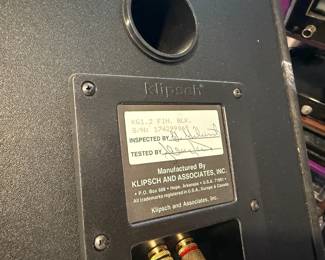 klipsch
KG1.2 FIN. BLK.
S/N:
INSPECTED BY
TESTED BY
Manufactured By
KLIPSCH AND ASSOCIATES, INC.
P.O. Box 688 • Hope, Arkansas • U.S.A. 71801 •
All trademarks registered in U.S.A., Europe & Canada
Klipsch and Associates, Inc.